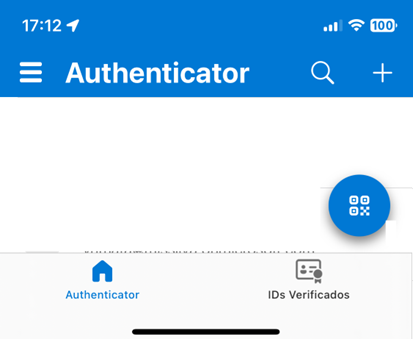 17:12
100
Authenticator
Authenticator
IDs Verificados